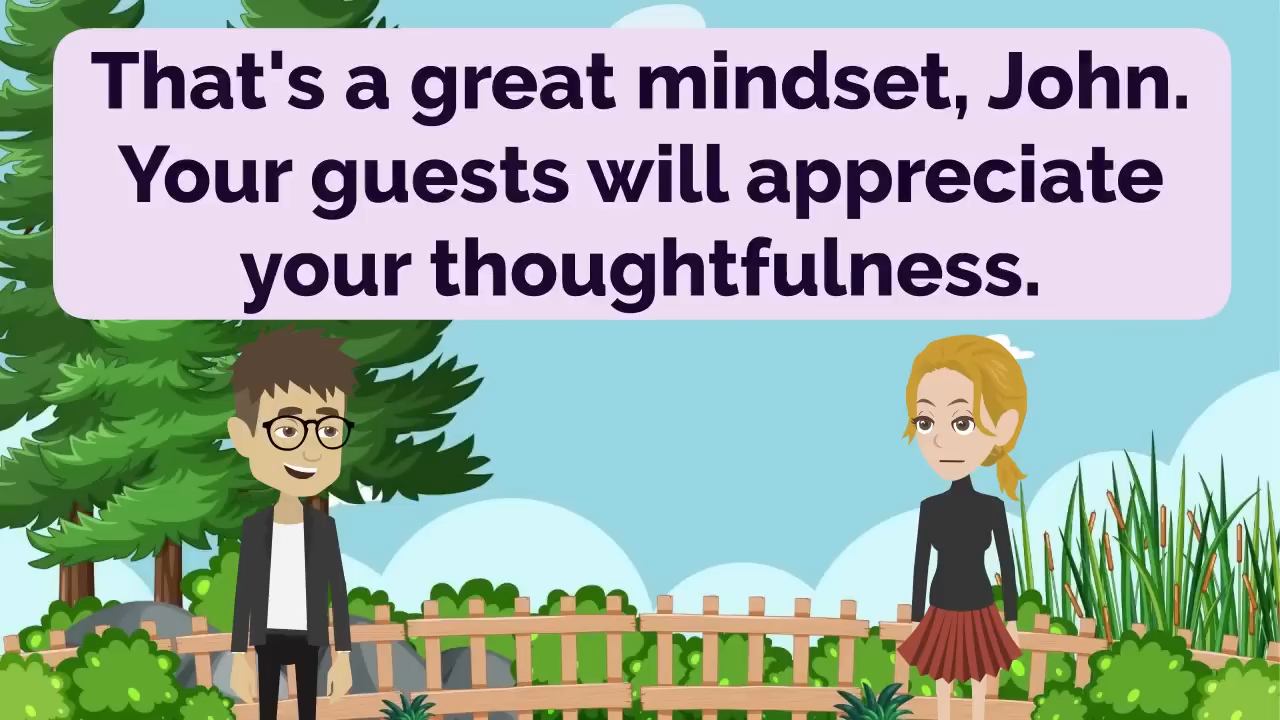 That's a great mindset, John.
Your guests will appreciate
your thoughtfulness.